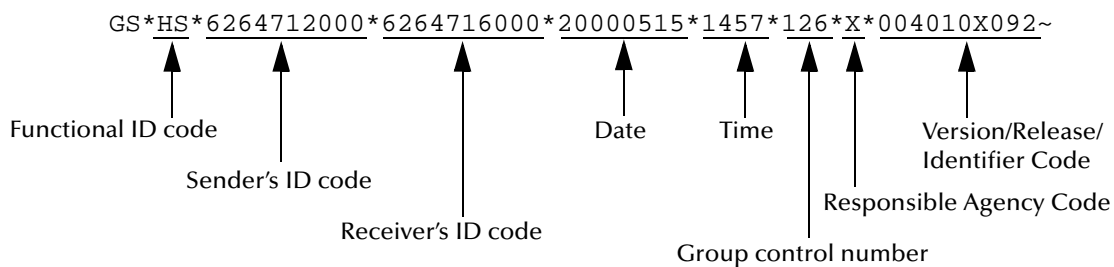 GS*HS*6264712000*6264716000*20000515*1457*126*X*004010X092~
Functional ID code
Date
Time
Version/Release/
Identifier Code
Sender's ID code
Responsible Agency Code
Receiver's ID code
Group control number